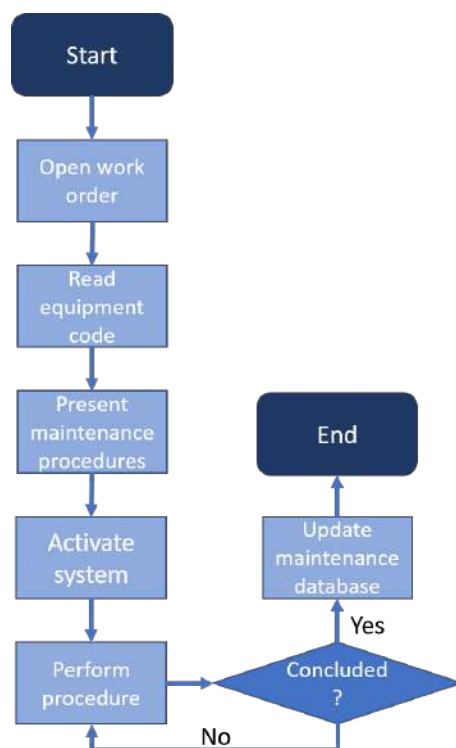 Start
Open work
order
Read
equipment
code
Present
maintenance
procedures
Activate
system
Perform
procedure
Concluded
?
No
Yes
Update
maintenance
database
End